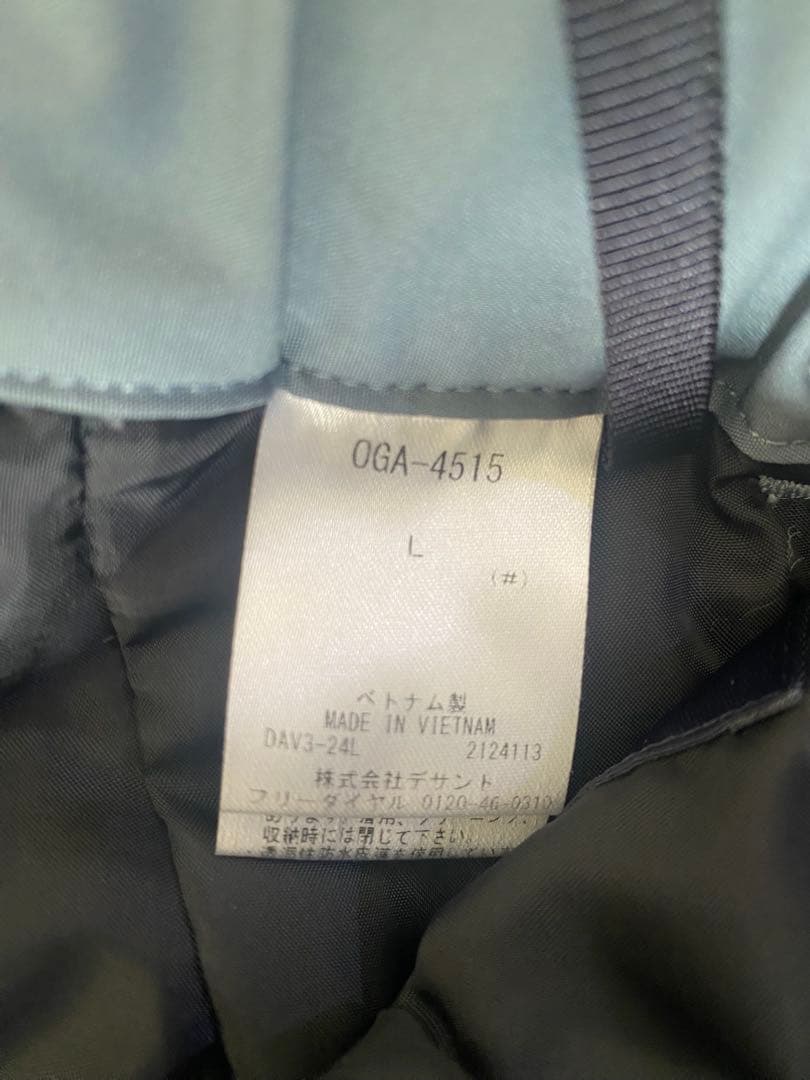 OGA-4515
L
(#)
ベトナム製
MADE IN VIETNAM
DAV3-24L 2124113
株式会社デサント
フリーダイヤル 0120-46-0310
収納時には閉じて下さい。